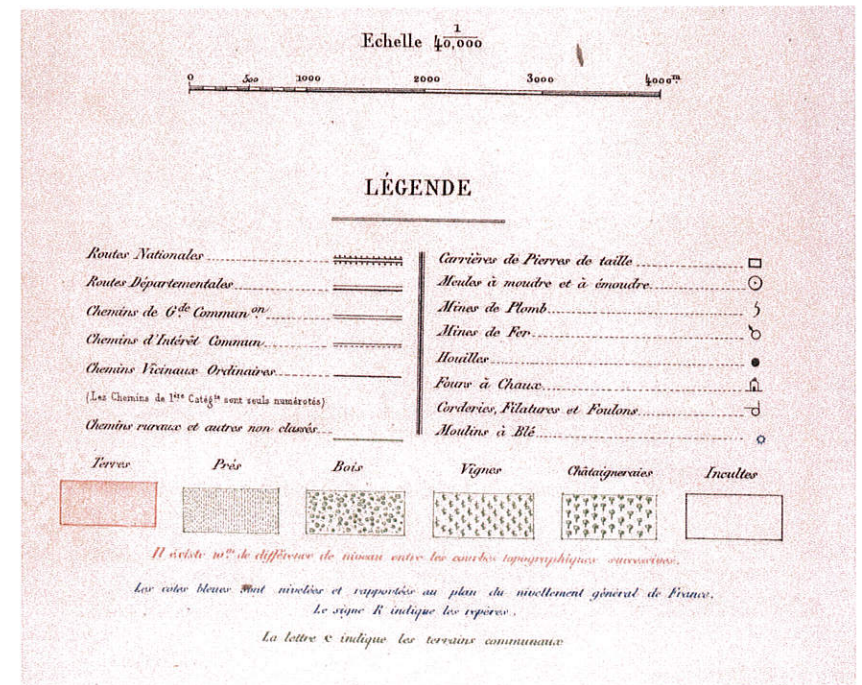 Echelle 1/40,000
0 500 1000 2000 3000 4000m.
LÉGENDE
Routes Nationales
Routes Départementales
Chemins de Gde Commun on.
Chemins d'Intérêt Commun
Chemins Vicinaux Ordinaires
(Les Chemins de 1ère Catégie sont seuls numérotés)
Chemins ruraux et autres non classés
Carrières de Pierres de taille
Meules à moudre et à émoudre
Mines de Plomb
Mines de Fer
Houilles
Fours à Chaux
Corderies, Filatures et Foulons
Moulins à Blé
Terres Prés Bois Vignes Châtaigneraies Incultes
Il existe 10m. de différence de niveau entre les courbes topographiques successives.
Les cotes bleues sont nivelées et rapportées au plan du nivellement général de France.
Le signe R indique les repères.
La lettre c indique les terrains communaux